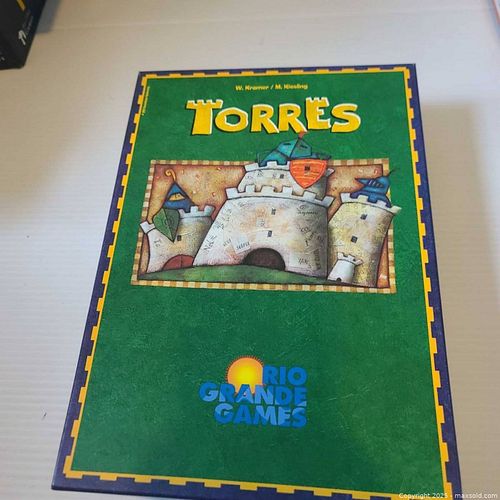 W. Kramer / M. Kiesling
TORRES
RIO
GRANDE
GAMES
Copyright 2025 - maxsold.com